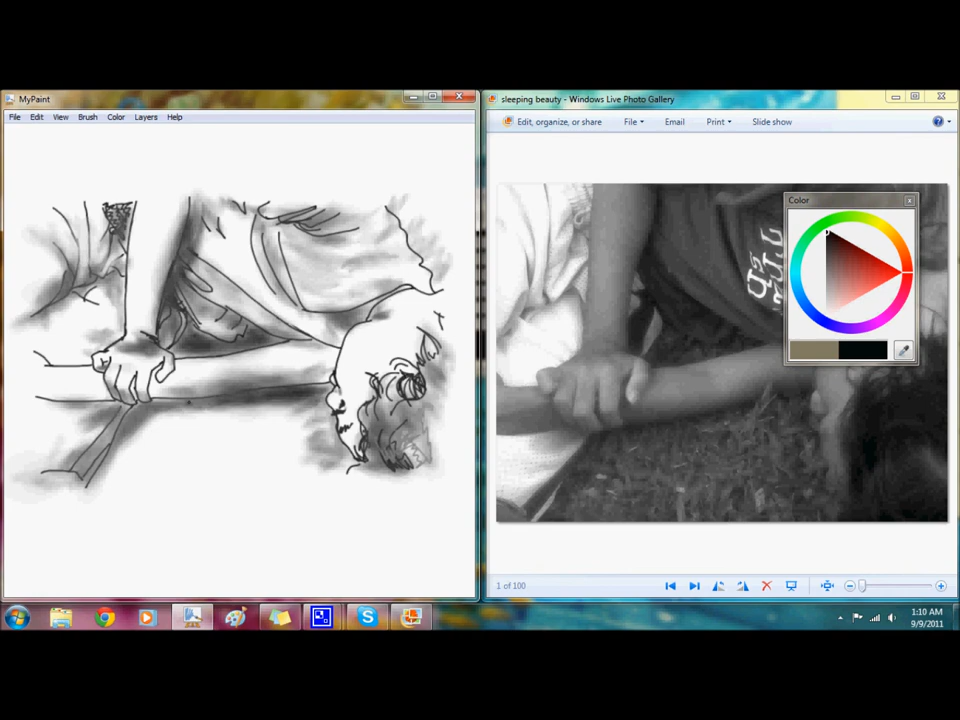 MyPaint
File Edit View Brush Color Layers Help
sleeping beauty - Windows Live Photo Gallery
Edit, organize, or share File Email Print Slide show
Color
1 of 100
1:10 AM
9/9/2011